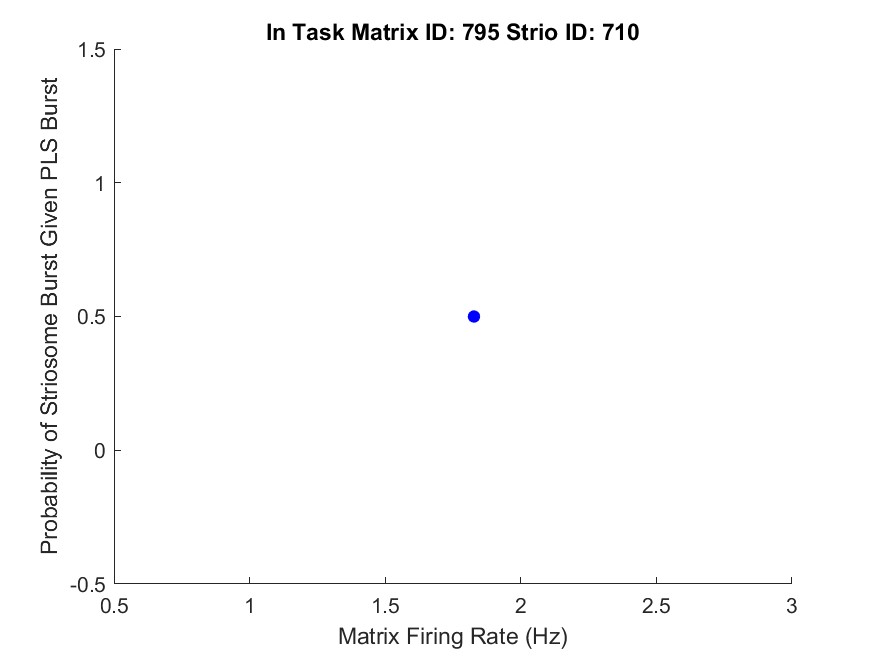 In Task Matrix ID: 795 Strio ID: 710
Probability of Striosome Burst Given PLS Burst
1.5
1
0.5
0
-0.5
0.5 1 1.5 2 2.5 3
Matrix Firing Rate (Hz)